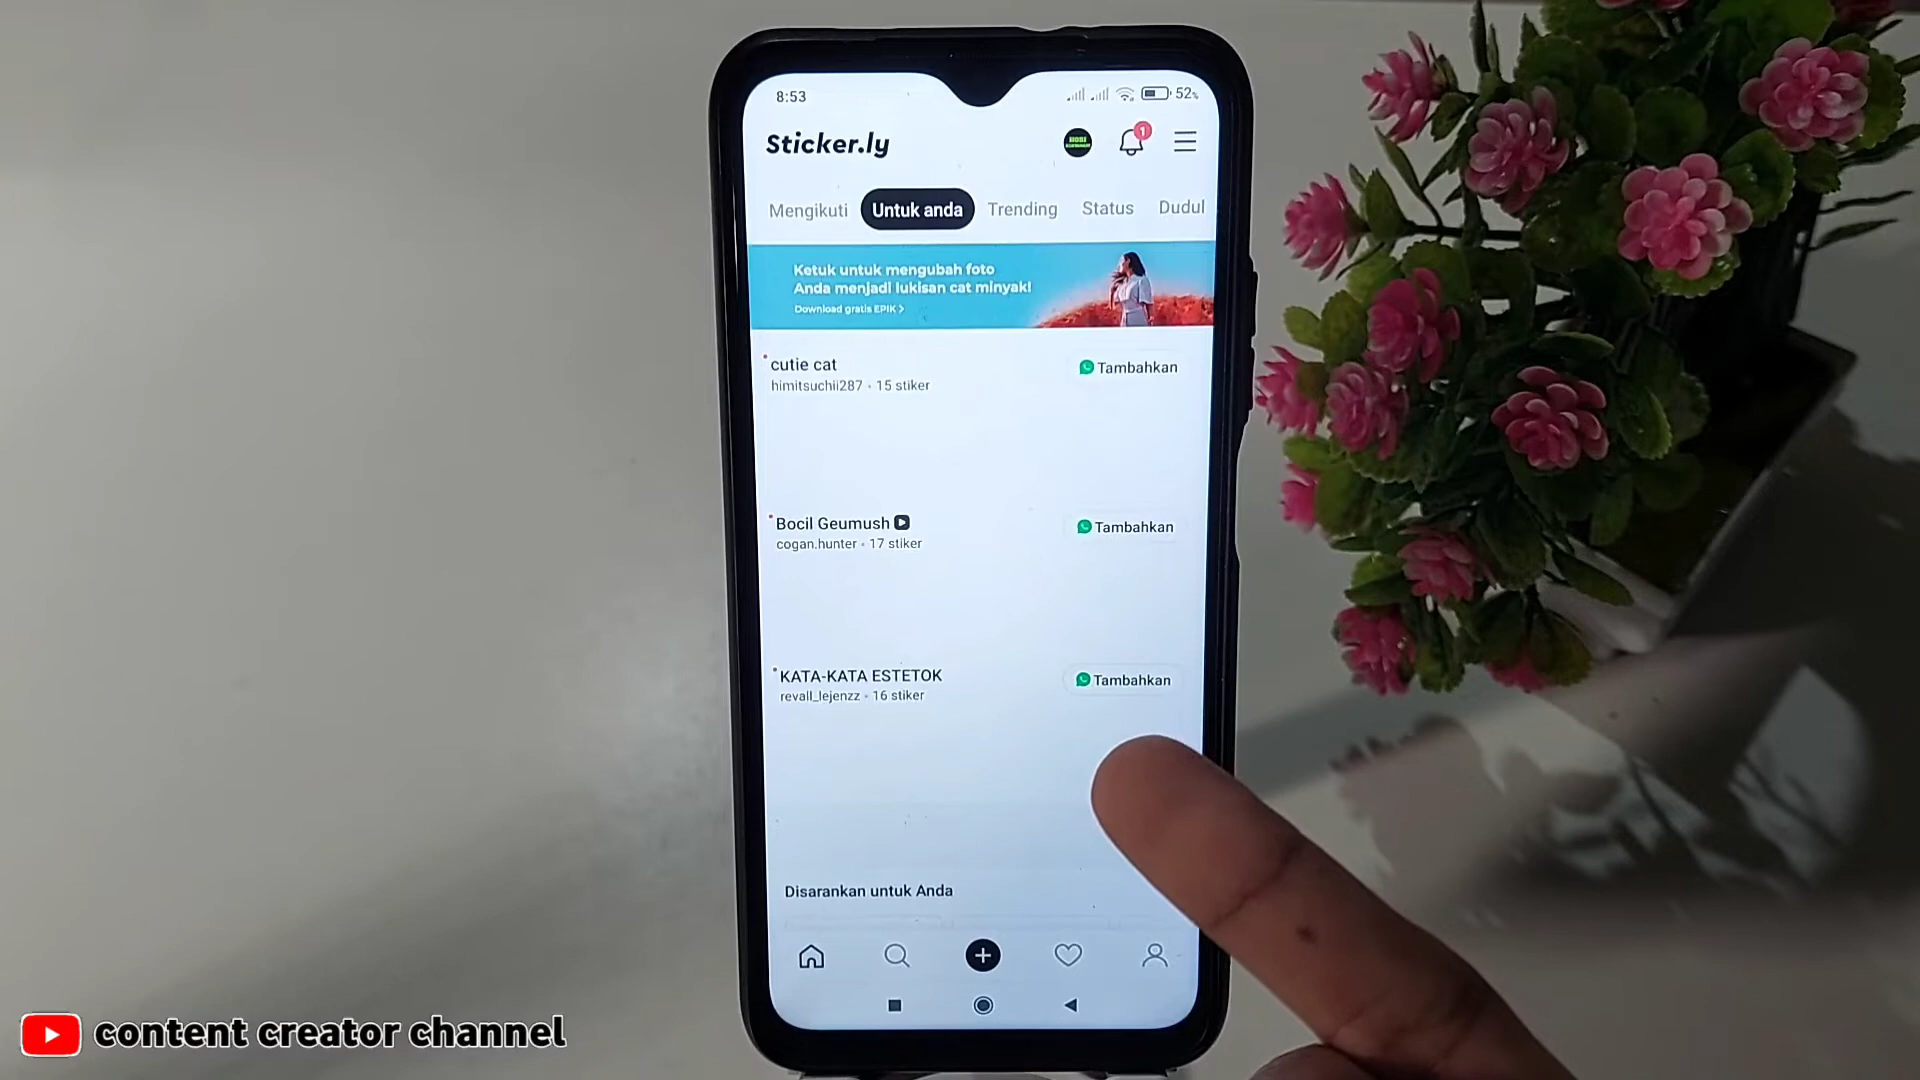 8:53
52%
Sticker.ly
1
Mengikuti
Untuk anda
Trending
Status
Dudul
Ketuk untuk mengubah foto
Anda menjadi lukisan cat minyak!
Download gratis EPIK >
cutie cat
himitsuchii287 • 15 stiker
Tambahkan
Bocil Geumush
cogan.hunter • 17 stiker
Tambahkan
KATA-KATA ESTETOK
revall_lejenzz • 16 stiker
Tambahkan
Disarankan untuk Anda
content creator channel